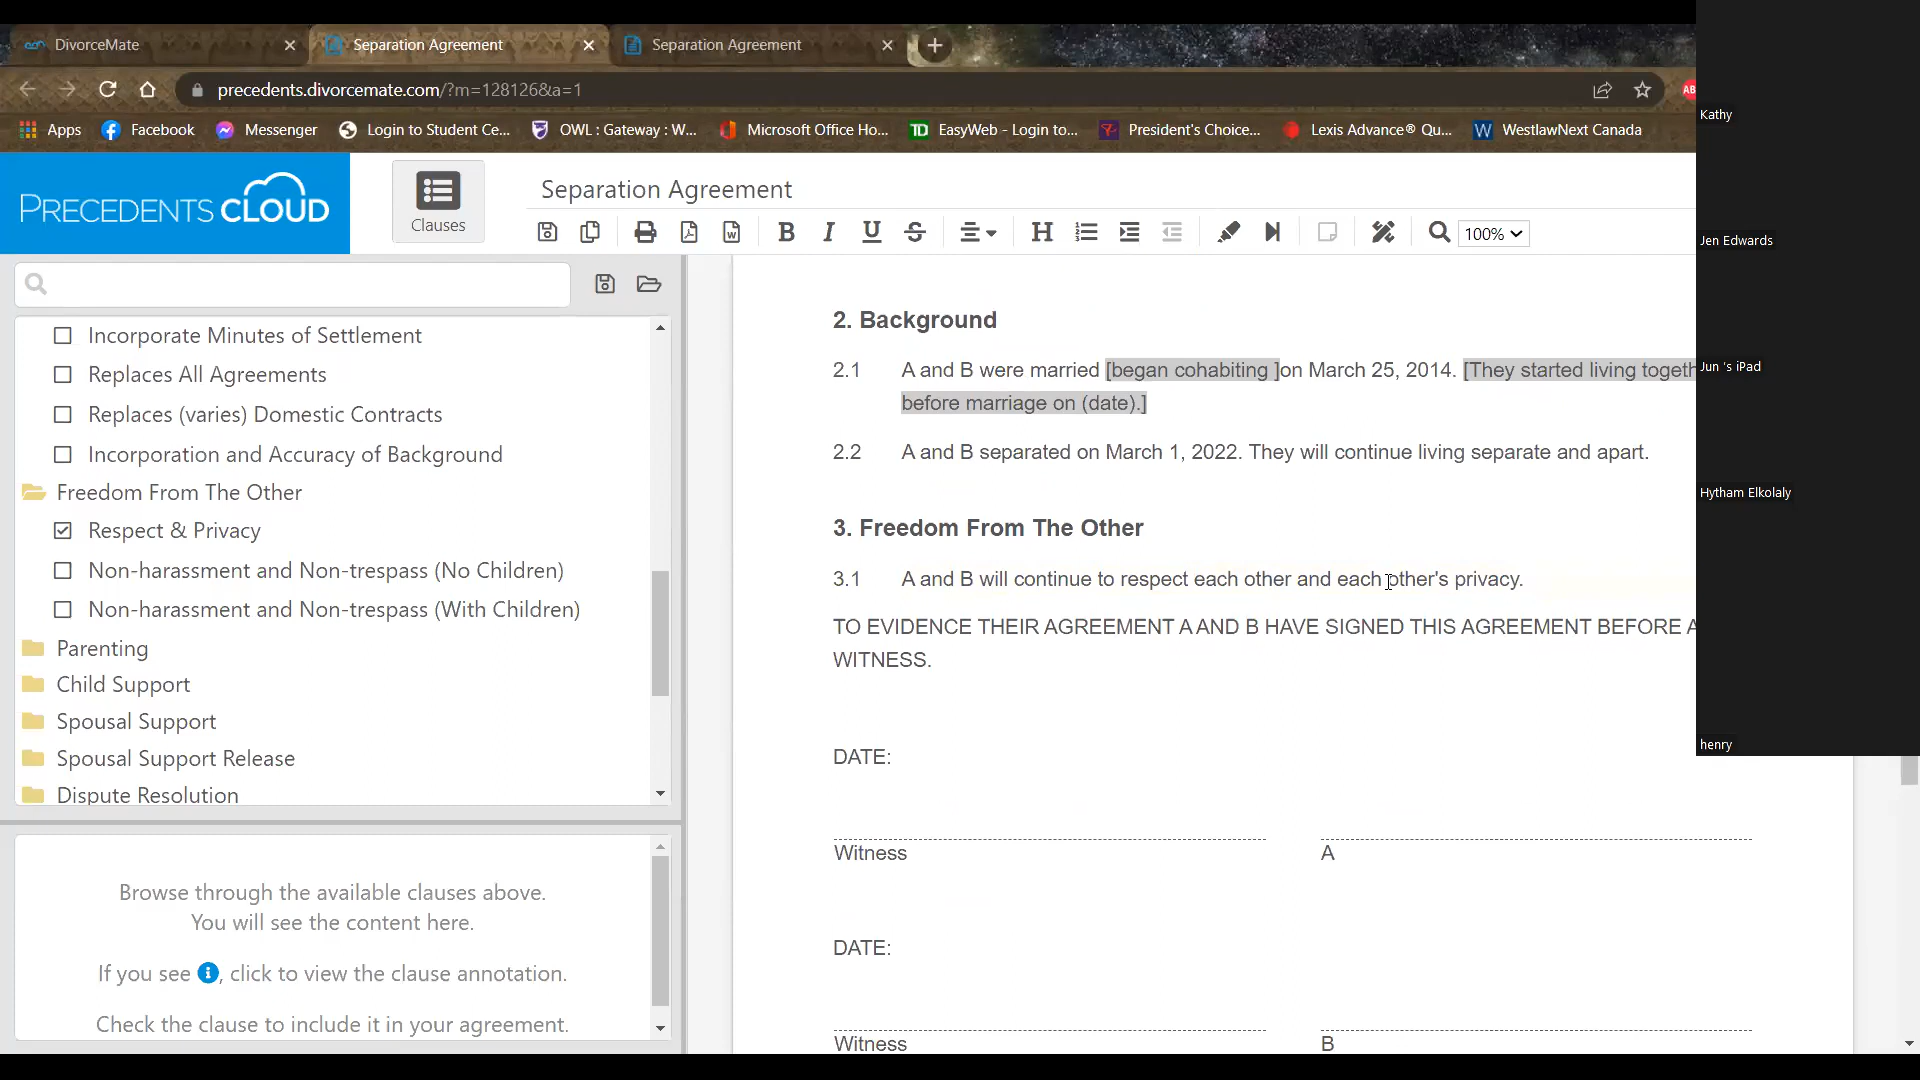 DivorceMate
Separation Agreement
Separation Agreement
precedents.divorcemate.com/?m=128126&a=1
AB
Apps
Facebook
Messenger
Login to Student Ce...
OWL : Gateway : W...
Microsoft Office Ho...
EasyWeb - Login to...
President's Choice...
Lexis Advance® Qu...
WestlawNext Canada
PRECEDENTS CLOUD
Clauses
Separation Agreement
100%
Incorporate Minutes of Settlement
Replaces All Agreements
Replaces (varies) Domestic Contracts
Incorporation and Accuracy of Background
Freedom From The Other
Respect & Privacy
Non-harassment and Non-trespass (No Children)
Non-harassment and Non-trespass (With Children)
Parenting
Child Support
Spousal Support
Spousal Support Release
Dispute Resolution
Browse through the available clauses above.
You will see the content here.
If you see i, click to view the clause annotation.
Check the clause to include it in your agreement.
2. Background
2.1 A and B were married [began cohabiting ]on March 25, 2014. [They started living togeth
before marriage on (date).]
2.2 A and B separated on March 1, 2022. They will continue living separate and apart.
3. Freedom From The Other
3.1 A and B will continue to respect each other and each other's privacy.
TO EVIDENCE THEIR AGREEMENT A AND B HAVE SIGNED THIS AGREEMENT BEFORE A
WITNESS.
DATE:
Witness A
DATE:
Witness B
Kathy
Jen Edwards
Jun 's iPad
Hytham Elkolaly
henry